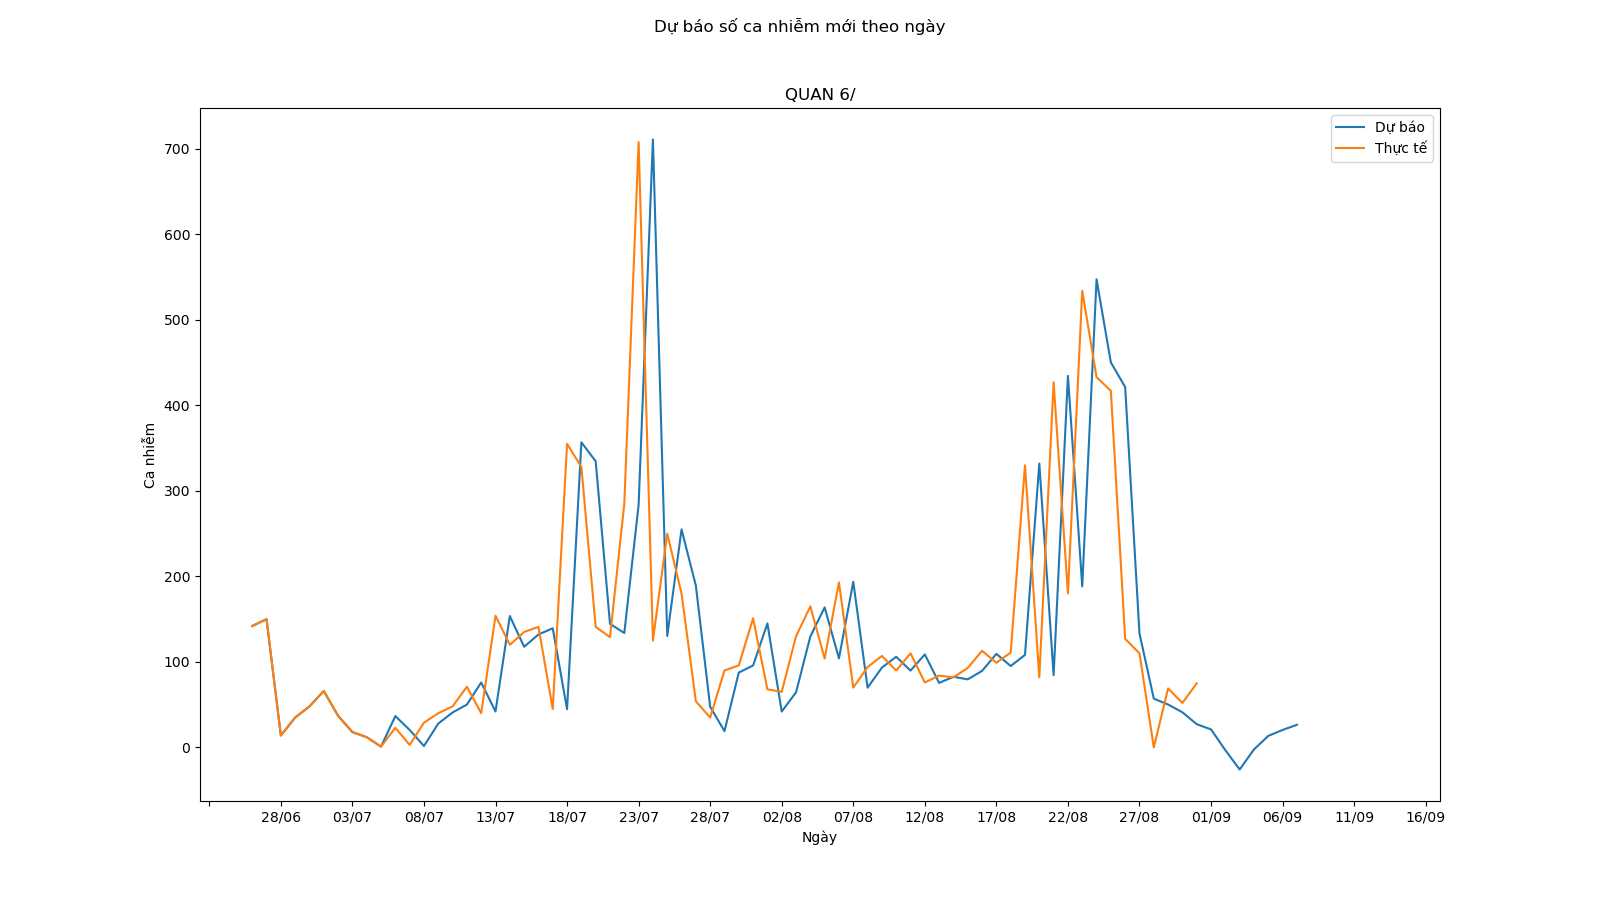 Dự báo số ca nhiễm mới theo ngày
QUAN 6/
Dự báo
Thực tế
700
600
500
400
300
200
100
0
Ca nhiễm
28/06 03/07 08/07 13/07 18/07 23/07 28/07 02/08 07/08 12/08 17/08 22/08 27/08 01/09 06/09 11/09 16/09
Ngày